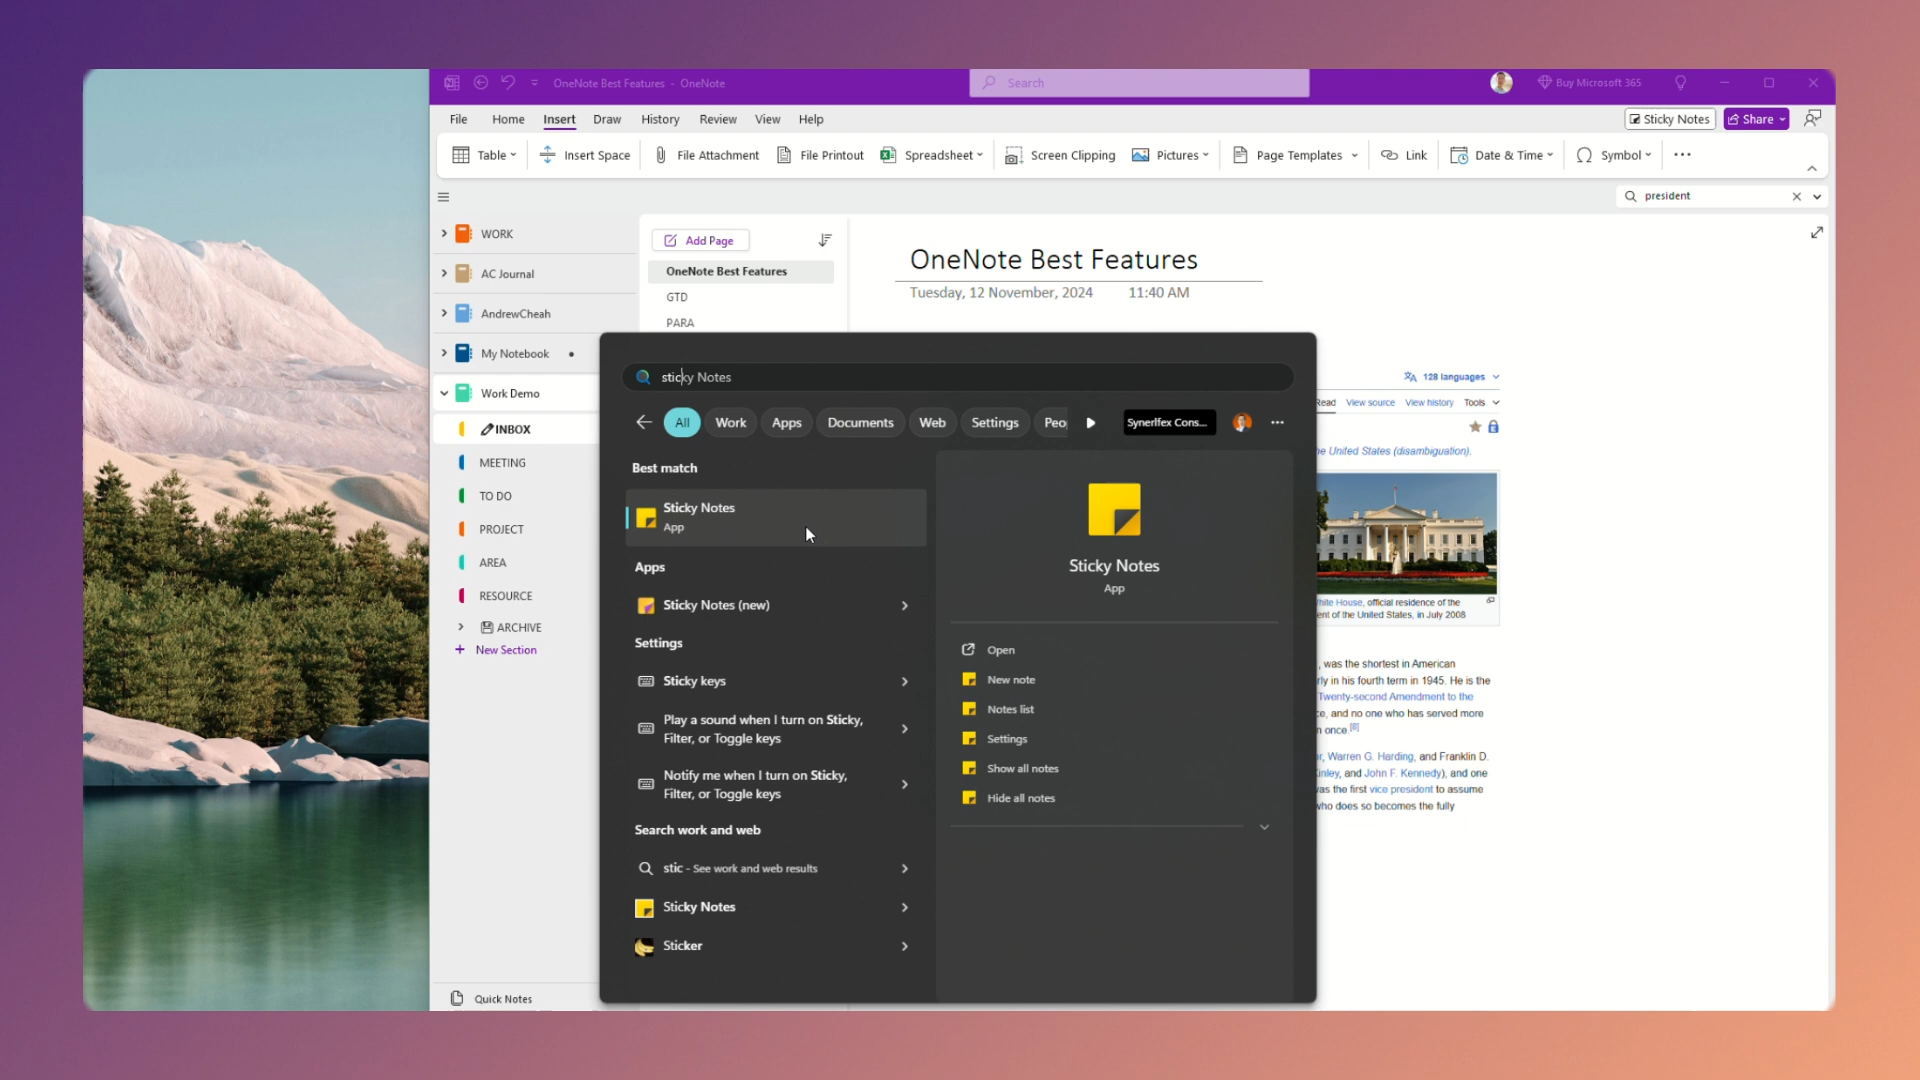 OneNote Best Features - OneNote
Search
Buy Microsoft 365
File
Home
Insert
Draw
History
Review
View
Help
Sticky Notes
Share
Table
Insert Space
File Attachment
File Printout
Spreadsheet
Screen Clipping
Pictures
Page Templates
Link
Date & Time
Symbol
president
WORK
AC Journal
AndrewCheah
My Notebook
Work Demo
INBOX
MEETING
TO DO
PROJECT
AREA
RESOURCE
ARCHIVE
New Section
Quick Notes
Add Page
OneNote Best Features
GTD
PARA
OneNote Best Features
Tuesday, 12 November, 2024 11:40 AM
sticky Notes
All
Work
Apps
Documents
Web
Settings
Peo
Synerlfex Cons...
Best match
Sticky Notes
App
Apps
Sticky Notes (new)
Settings
Sticky keys
Play a sound when I turn on Sticky,
Filter, or Toggle keys
Notify me when I turn on Sticky,
Filter, or Toggle keys
Search work and web
stic - See work and web results
Sticky Notes
Sticker
Sticky Notes
App
Open
New note
Notes list
Settings
Show all notes
Hide all notes
128 languages
Read View source View history Tools
United States (disambiguation).
White House, official residence of the
of the United States, in July 2008
, was the shortest in American
in his fourth term in 1945. He is the
Twenty-second Amendment to the
and no one who has served more
once.[8]
Warren G. Harding, and Franklin D.
and John F. Kennedy), and one
was the first vice president to assume
who does so becomes the fully